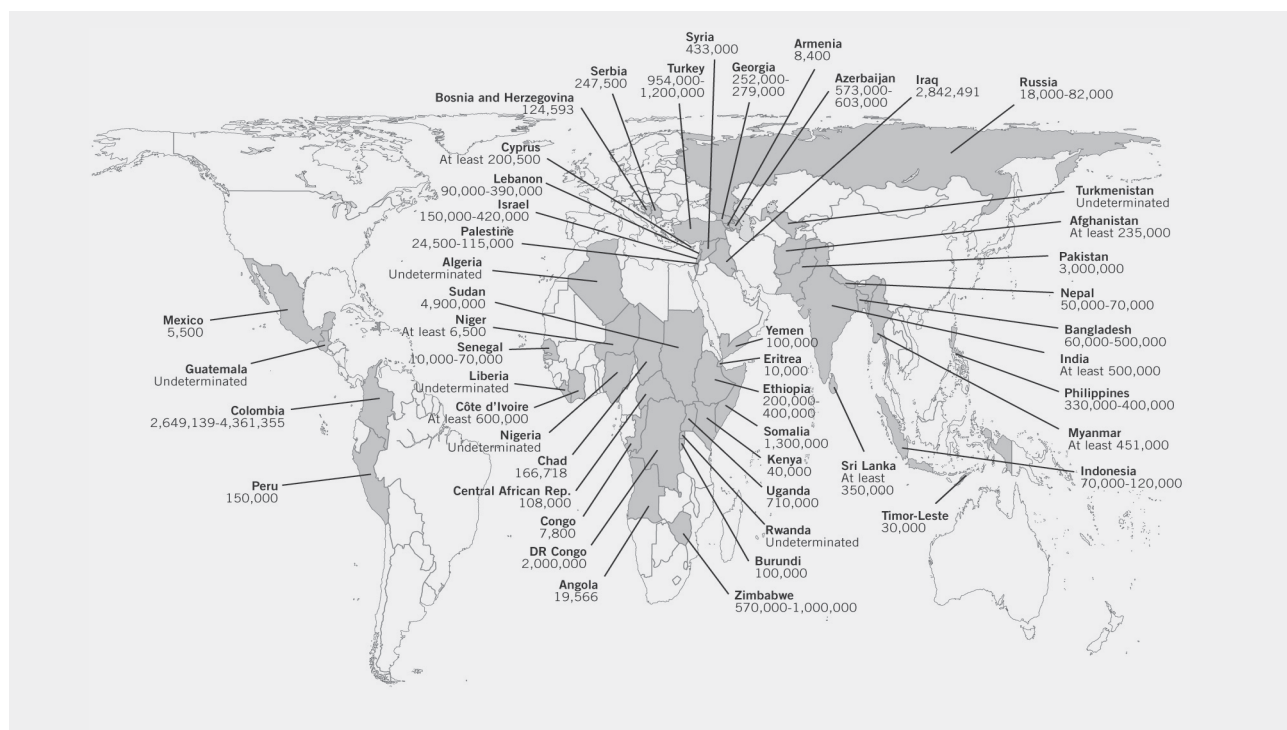 Syria
433,000
Armenia
8,400
Serbia
247,500
Turkey
954,000-
1,200,000
Georgia
252,000-
279,000
Azerbaijan
573,000-
603,000
Iraq
2,842,491
Russia
18,000-82,000
Bosnia and Herzegovina
124,593
Cyprus
At least 200,500
Lebanon
90,000-390,000
Israel
150,000-420,000
Palestine
24,500-115,000
Algeria
Undeterminated
Sudan
4,900,000
Niger
At least 6,500
Senegal
10,000-70,000
Liberia
Undeterminated
Côte d'Ivoire
At least 600,000
Nigeria
Undeterminated
Chad
166,718
Central African Rep.
108,000
Congo
7,800
DR Congo
2,000,000
Angola
19,566
Mexico
5,500
Guatemala
Undeterminated
Colombia
2,649,139-4,361,355
Peru
150,000
Yemen
100,000
Eritrea
10,000
Ethiopia
200,000-
400,000
Somalia
1,300,000
Kenya
40,000
Uganda
710,000
Rwanda
Undeterminated
Burundi
100,000
Zimbabwe
570,000-1,000,000
Turkmenistan
Undeterminated
Afghanistan
At least 235,000
Pakistan
3,000,000
Nepal
50,000-70,000
Bangladesh
60,000-500,000
India
At least 500,000
Philippines
330,000-400,000
Myanmar
At least 451,000
Indonesia
70,000-120,000
Sri Lanka
At least
350,000
Timor-Leste
30,000